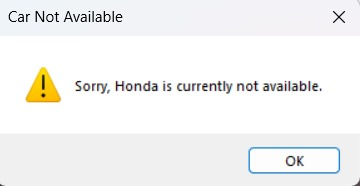 Car Not Available
Sorry, Honda is currently not available.
OK